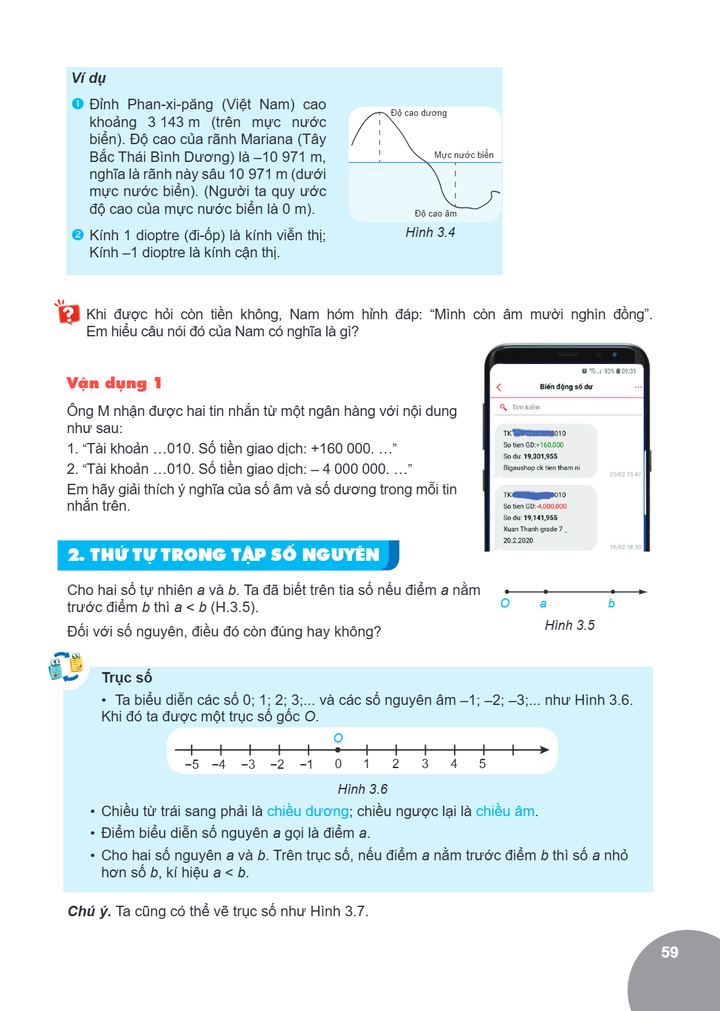 Ví dụ
1 Đỉnh Phan-xi-păng (Việt Nam) cao
khoảng 3 143 m (trên mực nước
biển). Độ cao của rãnh Mariana (Tây
Bắc Thái Bình Dương) là –10 971 m,
nghĩa là rãnh này sâu 10 971 m (dưới
mực nước biển). (Người ta quy ước
độ cao của mực nước biển là 0 m).
2 Kính 1 dioptre (đi-ốp) là kính viễn thị;
Kính –1 dioptre là kính cận thị.
Độ cao dương
Mực nước biển
Độ cao âm
Hình 3.4
?
Khi được hỏi còn tiền không, Nam hóm hỉnh đáp: “Mình còn âm mười nghìn đồng”.
Em hiểu câu nói đó của Nam có nghĩa là gì?
Vận dụng 1
Ông M nhận được hai tin nhắn từ một ngân hàng với nội dung
như sau:
1. “Tài khoản …010. Số tiền giao dịch: +160 000. …”
2. “Tài khoản …010. Số tiền giao dịch: – 4 000 000. …”
Em hãy giải thích ý nghĩa của số âm và số dương trong mỗi tin
nhắn trên.
93% 09:31
Biến động số dư
Tìm kiếm
TK 010
So tien GD:+160,000
So du: 19,301,955
Bigaushop ck tien tham ni
25/02 13:47
TK 010
So tien GD:-4,000,000
So du: 19,141,955
Xuan Thanh grade 7 _
20.2.2020
19/02 18:50
2. THỨ TỰ TRONG TẬP SỐ NGUYÊN
Cho hai số tự nhiên a và b. Ta đã biết trên tia số nếu điểm a nằm
trước điểm b thì a < b (H.3.5).
Đối với số nguyên, điều đó còn đúng hay không?
O a b
Hình 3.5
Trục số
• Ta biểu diễn các số 0; 1; 2; 3;... và các số nguyên âm –1; –2; –3;... như Hình 3.6.
Khi đó ta được một trục số gốc O.
O
–5 –4 –3 –2 –1 0 1 2 3 4 5
Hình 3.6
• Chiều từ trái sang phải là chiều dương; chiều ngược lại là chiều âm.
• Điểm biểu diễn số nguyên a gọi là điểm a.
• Cho hai số nguyên a và b. Trên trục số, nếu điểm a nằm trước điểm b thì số a nhỏ
hơn số b, kí hiệu a < b.
Chú ý. Ta cũng có thể vẽ trục số như Hình 3.7.
59